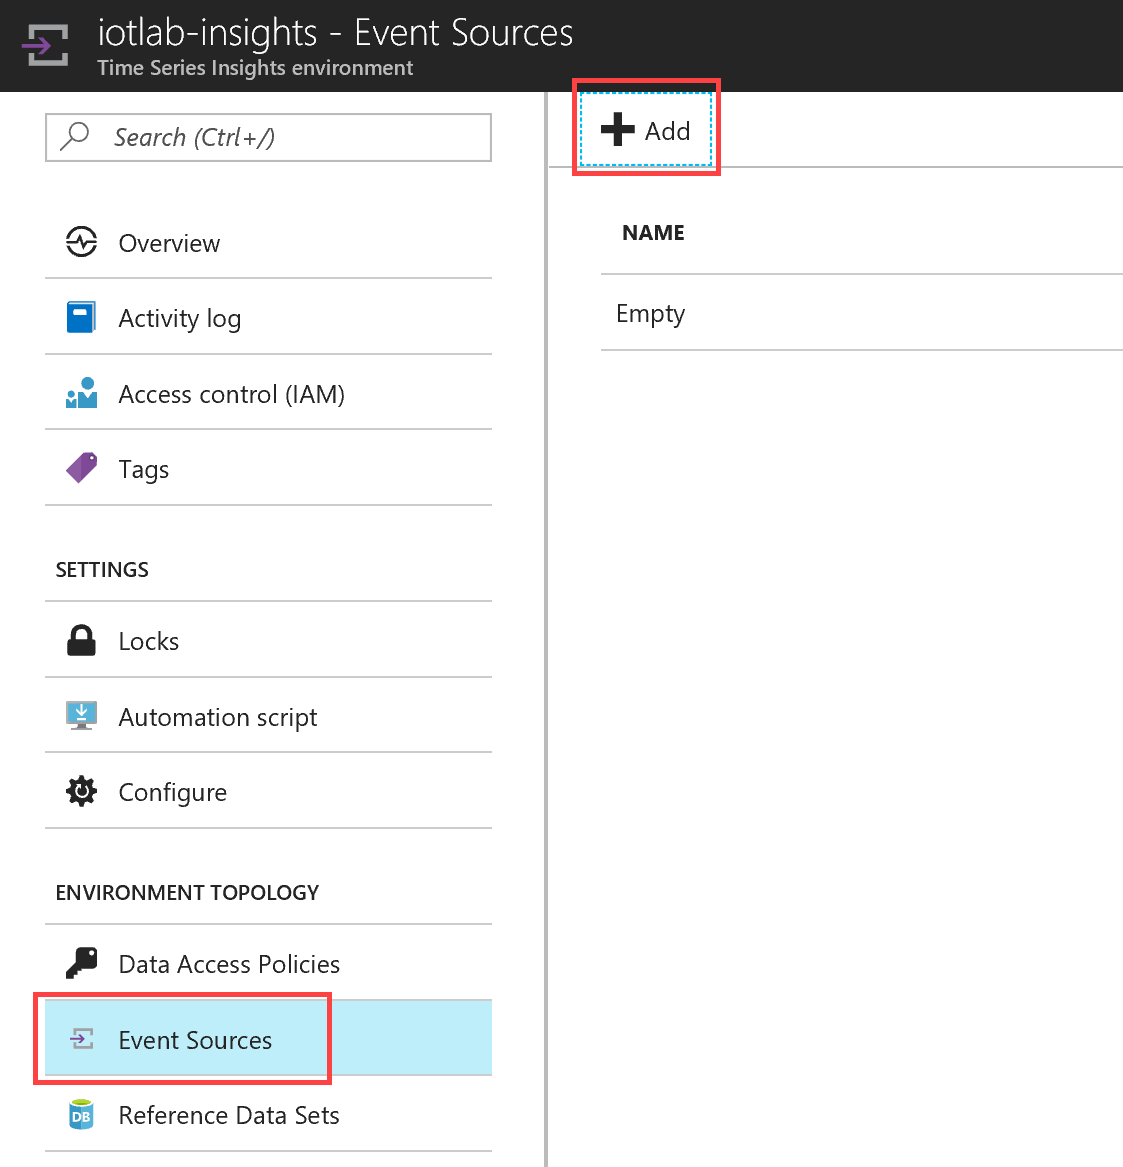 iotlab-insights - Event Sources
Time Series Insights environment
Search (Ctrl+/)
Overview
Activity log
Access control (IAM)
Tags
SETTINGS
Locks
Automation script
Configure
ENVIRONMENT TOPOLOGY
Data Access Policies
Event Sources
DB
Reference Data Sets
Add
NAME
Empty